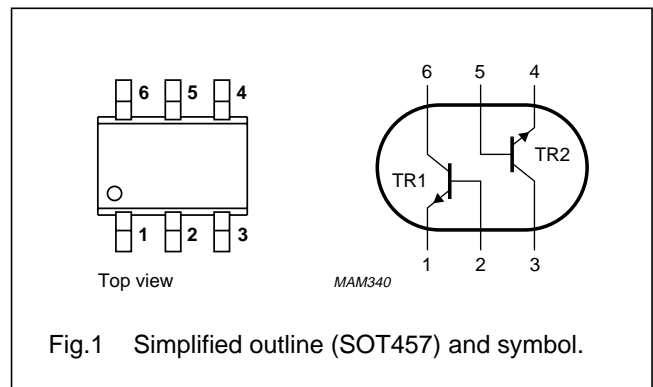 6 5 4
6 5 4
TR2
TR1
1 2 3
1 2 3
Top view
MAM340
Fig.1 Simplified outline (SOT457) and symbol.